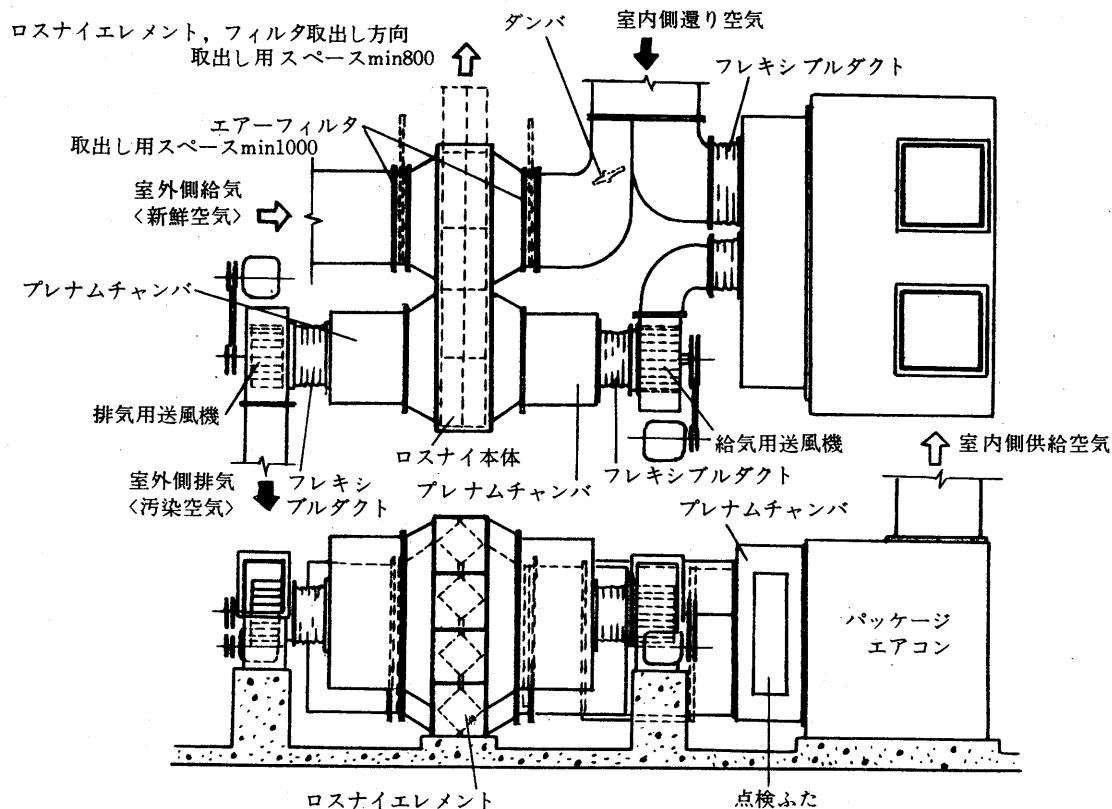 ロスナイエレメント，フィルタ取出し方向
取出し用スペースmin800
ダンパ
室内側還り空気
フレキシブルダクト
エアーフィルタ
取出し用スペースmin1000
室外側給気
〈新鮮空気〉
プレナムチャンバ
排気用送風機
室外側排気
〈汚染空気〉
フレキシ
ブルダクト
ロスナイ本体
プレナムチャンバ
フレキシブルダクト
給気用送風機
室内側供給空気
プレナムチャンバ
パッケージ
エアコン
ロスナイエレメント
点検ふた